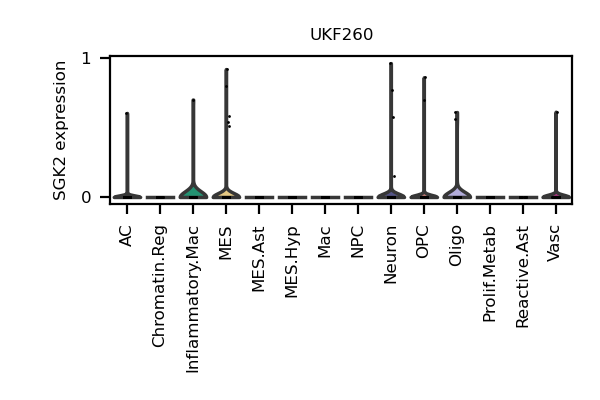 UKF260
SGK2 expression
1
0
AC
Chromatin.Reg
Inflammatory.Mac
MES
MES.Ast
MES.Hyp
Mac
NPC
Neuron
OPC
Oligo
Prolif.Metab
Reactive.Ast
Vasc